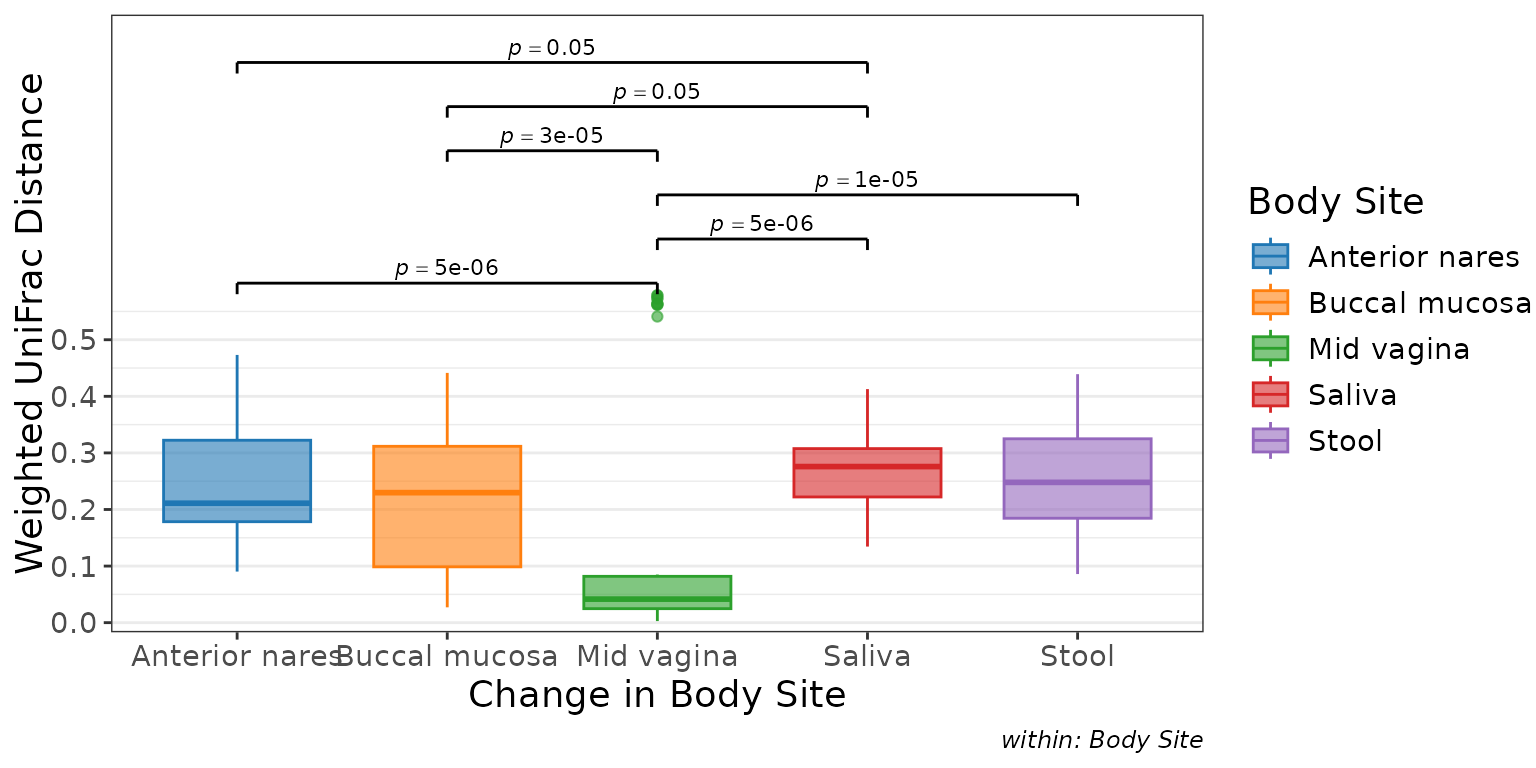 p = 0.05
p = 0.05
p = 3e-05
p = 1e-05
p = 5e-06
p = 5e-06
Weighted UniFrac Distance
0.5
0.4
0.3
0.2
0.1
0.0
Anterior nares Buccal mucosa Mid vagina Saliva Stool
Change in Body Site
within: Body Site
Body Site
Anterior nares
Buccal mucosa
Mid vagina
Saliva
Stool